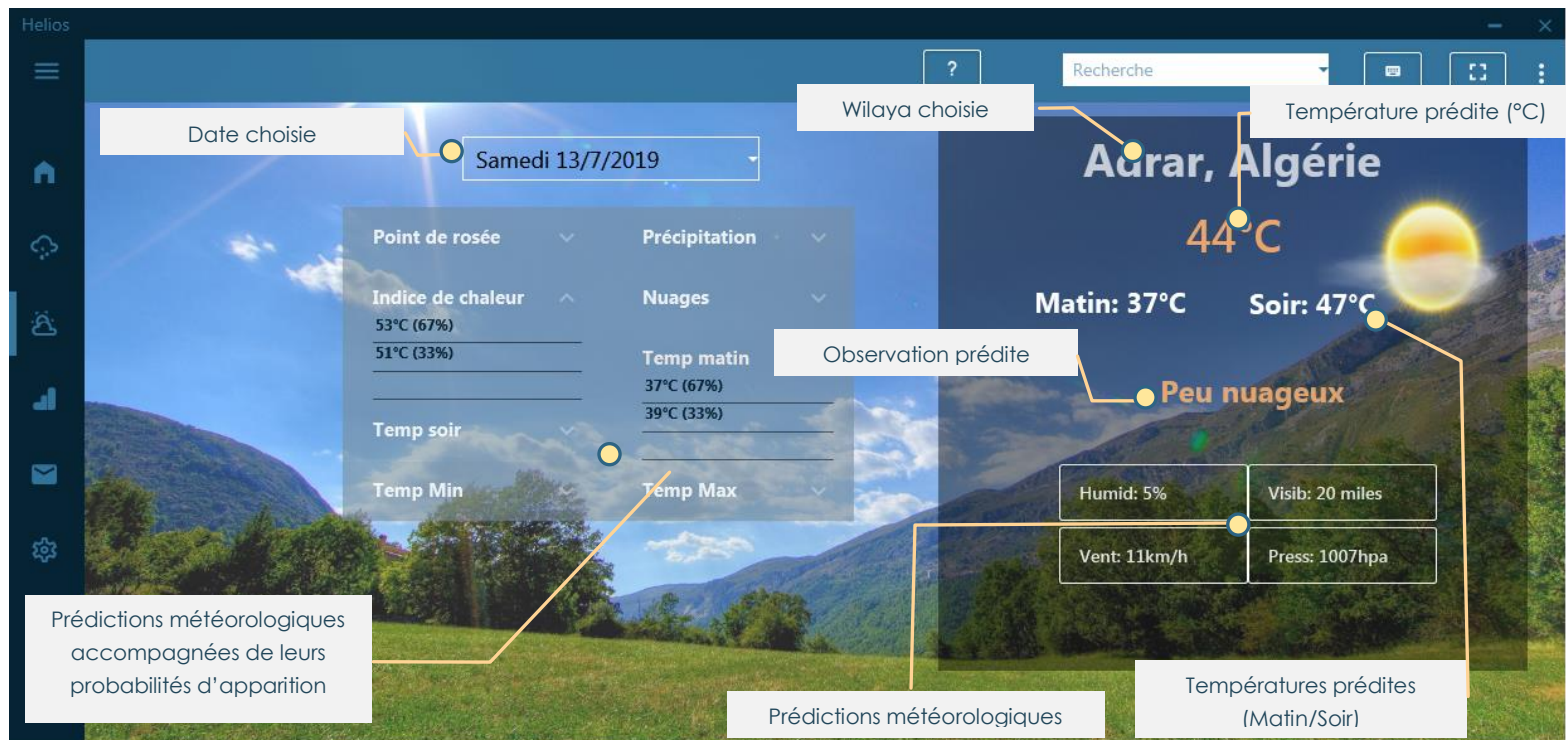 Helios
?
Recherche
Date choisie
Wilaya choisie
Température prédite (°C)
Samedi 13/7/2019
Adrar, Algérie
44°C
Matin: 37°C
Soir: 47°C
Point de rosée
Précipitation
Indice de chaleur
53°C (67%)
51°C (33%)
Nuages
Temp matin
37°C (67%)
39°C (33%)
Temp soir
Temp Min
Temp Max
Observation prédite
Peu nuageux
Humid: 5%
Visib: 20 miles
Vent: 11km/h
Press: 1007hpa
Prédictions météorologiques
accompagnées de leurs
probabilités d'apparition
Prédictions météorologiques
Températures prédites
(Matin/Soir)